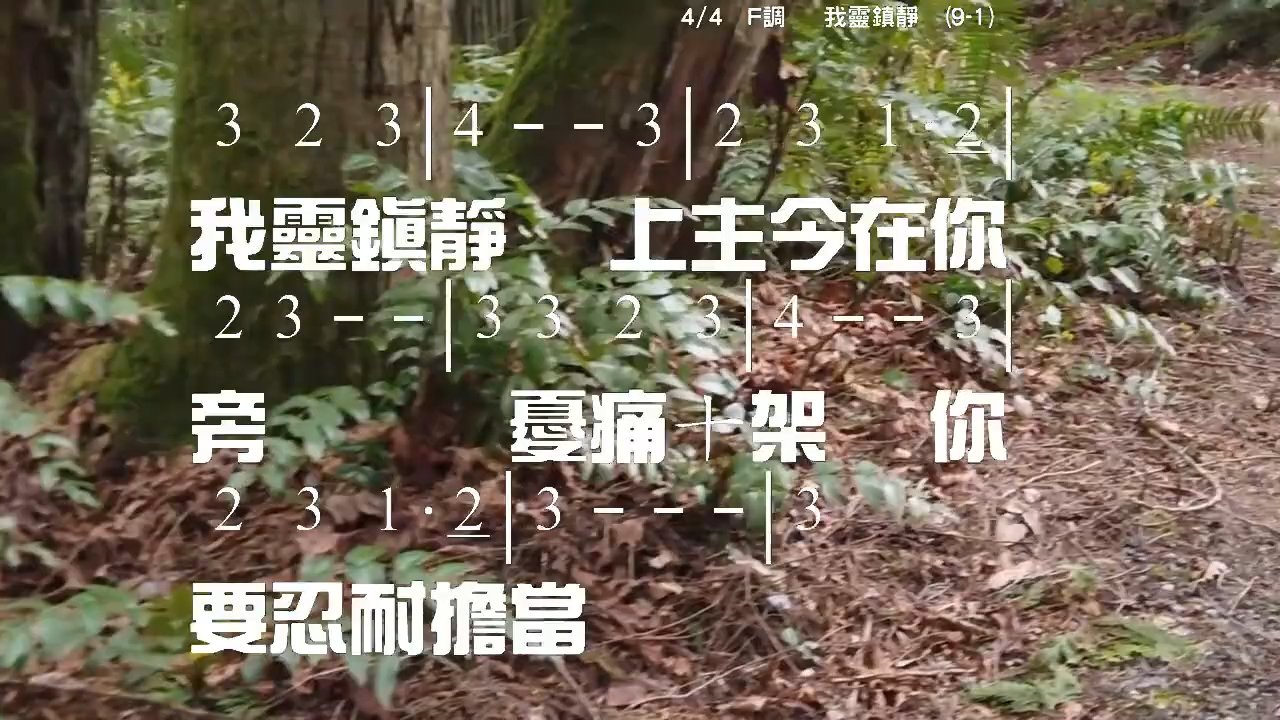 4/4 F調 我靈鎮靜 (9-1)
3 2 3 | 4 - - 3 | 2 3 1 · 2 |
我靈鎮靜 上主今在你
2 3 - - | 3 3 2 3 | 4 - - 3 |
旁 憂痛十架 你
2 3 1 · 2 | 3 - - - | 3
要忍耐擔當